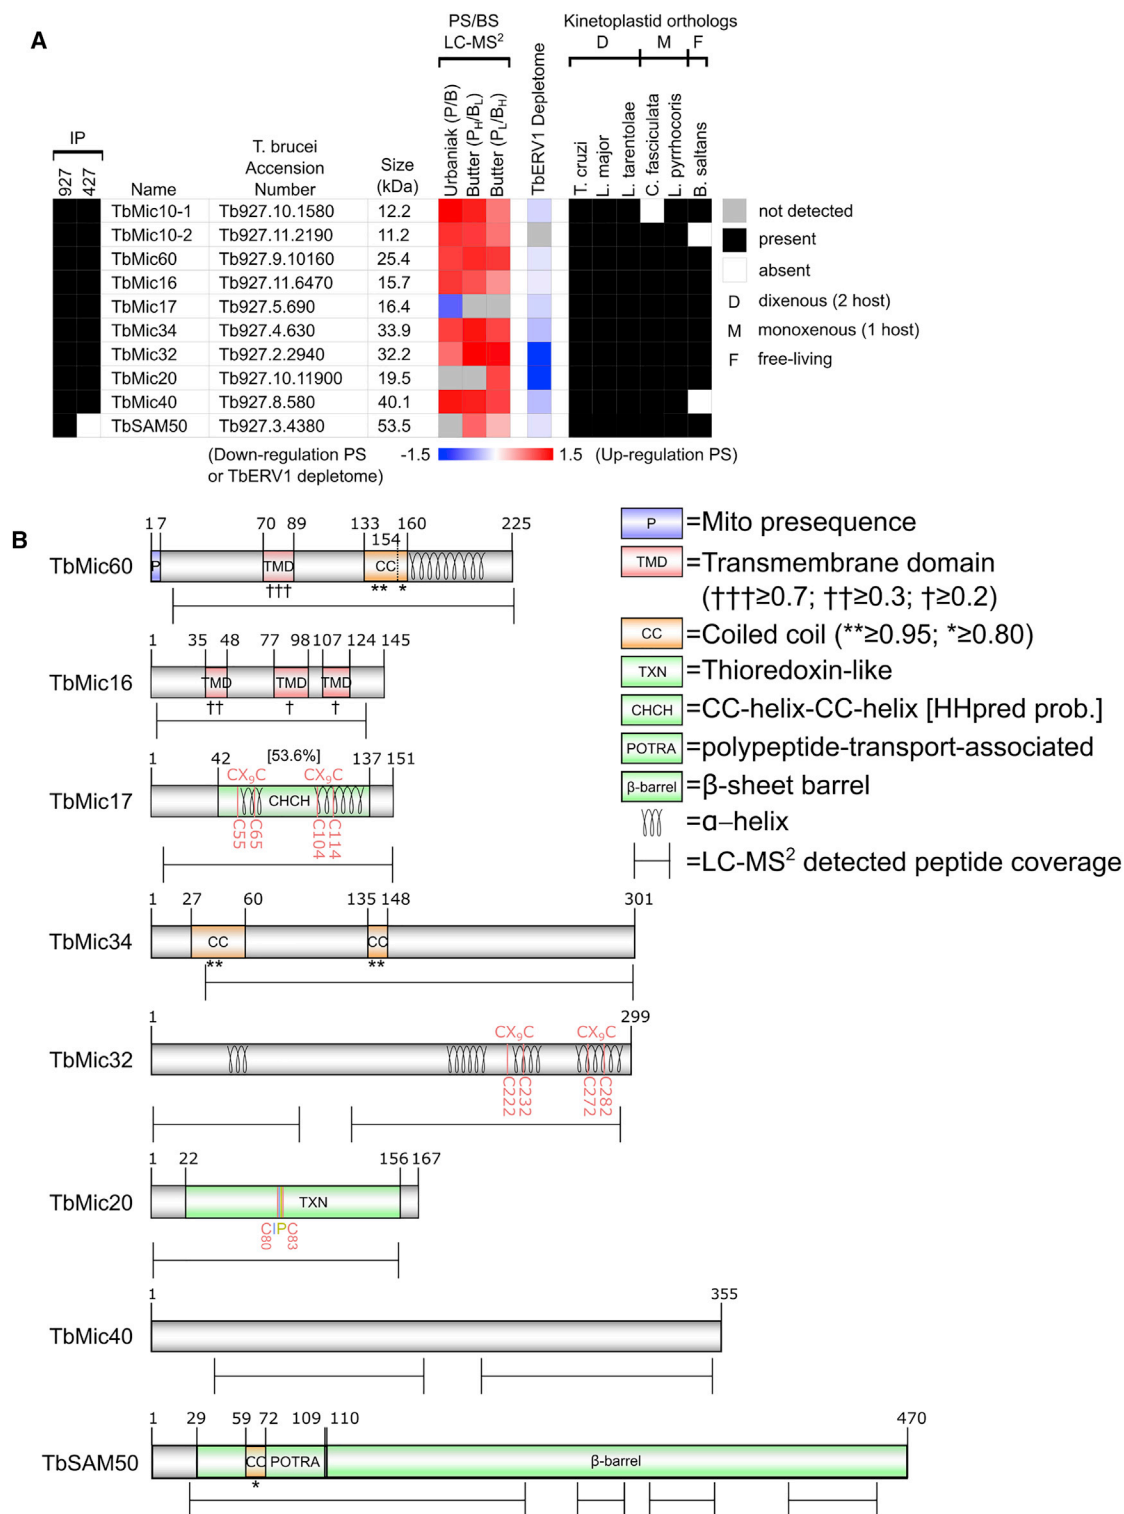 A
PS/BS
LC-MS²
Kinetoplastid orthologs
D M F
IP
927
427
Name
T. brucei
Accession
Number
Size
(kDa)
Urbaniak (P/B)
Butter (P_H/B_L)
Butter (P_L/B_H)
TbERV1 Depletome
T. cruzi
L. major
L. tarentolae
C. fasciculata
L. pyrrhocoris
B. saltans
TbMic10-1 Tb927.10.1580 12.2
TbMic10-2 Tb927.11.2190 11.2
TbMic60 Tb927.9.10160 25.4
TbMic16 Tb927.11.6470 15.7
TbMic17 Tb927.5.690 16.4
TbMic34 Tb927.4.630 33.9
TbMic32 Tb927.2.2940 32.2
TbMic20 Tb927.10.11900 19.5
TbMic40 Tb927.8.580 40.1
TbSAM50 Tb927.3.4380 53.5
not detected
present
absent
D dixenous (2 host)
M monoxenous (1 host)
F free-living
(Down-regulation PS
or TbERV1 depletome)
-1.5 1.5 (Up-regulation PS)
B
1 7 70 89 133 154 160 225
TbMic60 P TMD CC
††† ** *
1 35 48 77 98 107 124 145
TbMic16 TMD TMD TMD
†† † †
1 42 [53.6%] 137 151
CX₉C CX₉C
TbMic17 CHCH
C55 C65 C104 C114
1 27 60 135 148 301
TbMic34 CC CC
** **
1 299
CX₉C CX₉C
TbMic32
C222 C232 C272 C282
1 22 156 167
TbMic20 TXN
C80 I P C83
1 355
TbMic40
1 29 59 72 109 110 470
TbSAM50 CC POTRA β-barrel
*
P =Mito presequence
TMD =Transmembrane domain
(†††≥0.7; ††≥0.3; †≥0.2)
CC =Coiled coil (**≥0.95; *≥0.80)
TXN =Thioredoxin-like
CHCH =CC-helix-CC-helix [HHpred prob.]
POTRA =polypeptide-transport-associated
β-barrel =β-sheet barrel
=α–helix
=LC-MS² detected peptide coverage